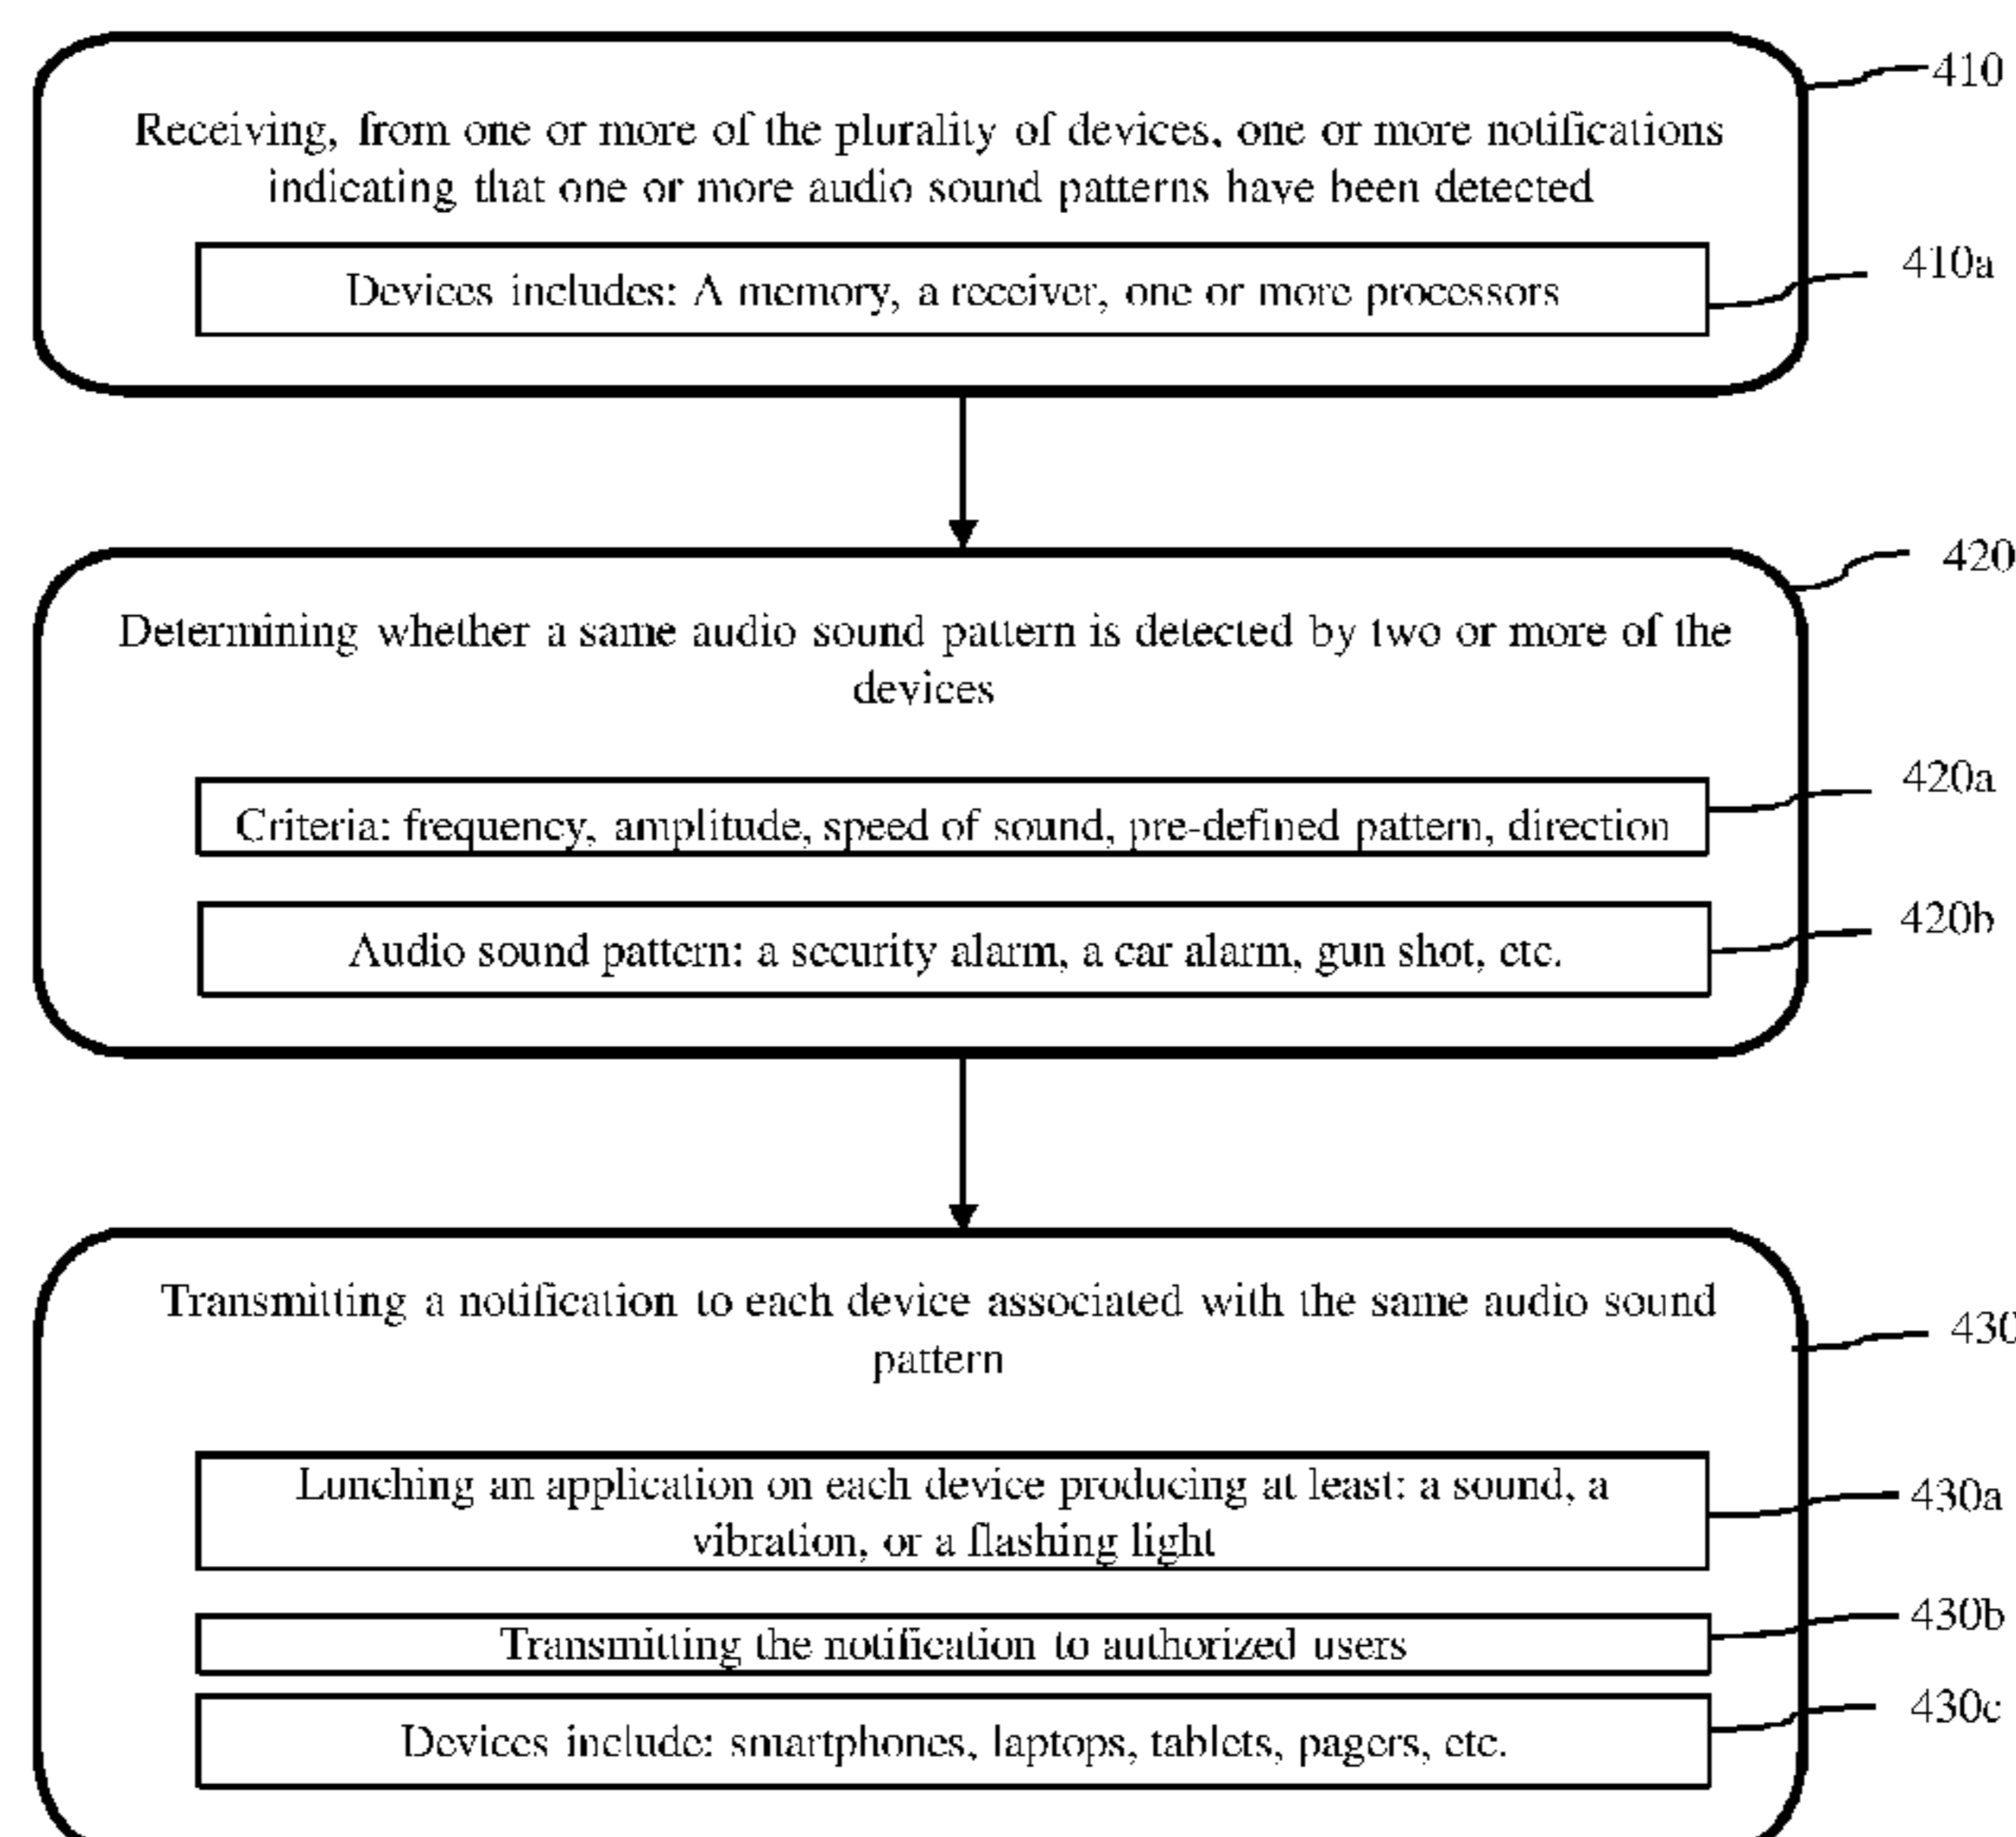 410
Receiving, from one or more of the plurality of devices, one or more notifications
indicating that one or more audio sound patterns have been detected
410a
Devices includes: A memory, a receiver, one or more processors
420
Determining whether a same audio sound pattern is detected by two or more of the
devices
420a
Criteria: frequency, amplitude, speed of sound, pre-defined pattern, direction
420b
Audio sound pattern: a security alarm, a car alarm, gun shot, etc.
Transmitting a notification to each device associated with the same audio sound
430
pattern
Lunching an application on each device producing at least: a sound, a
430a
vibration, or a flashing light
430b
Transmitting the notification to authorized users
430c
Devices include: smartphones, laptops, tablets, pagers, etc.